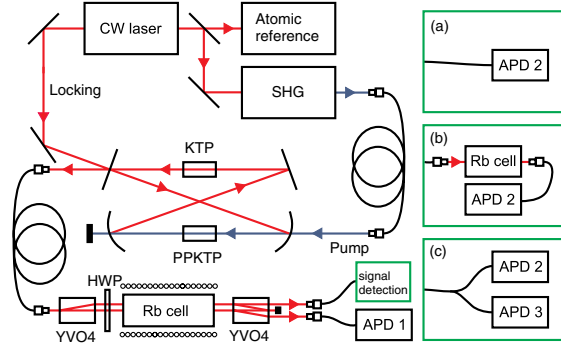 CW laser
Atomic
reference
SHG
Locking
KTP
PPKTP
Pump
HWP
Rb cell
YVO4
YVO4
signal
detection
APD 1
(a)
APD 2
(b)
Rb cell
APD 2
(c)
APD 2
APD 3